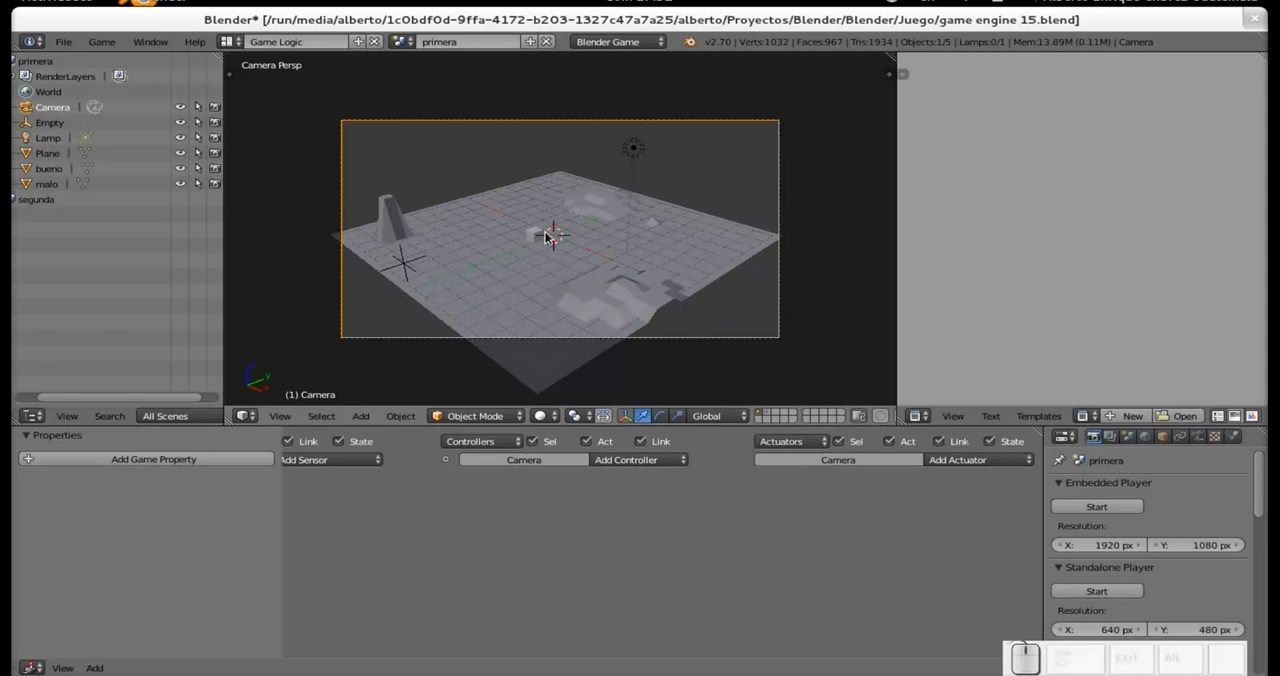 Blender* [/run/media/alberto/1c0bdf0d-9ffa-4172-b203-1327c47a7a25/alberto/Proyectos/Blender/Blender/Juego/game engine 15.blend]
File Game Window Help Game Logic primera Blender Game v2.70 | Verts:1032 | Faces:967 | Tris:1934 | Objects:1/5 | Lamps:0/1 | Mem:13.89M (0.11M) | Camera
primera
RenderLayers
World
Camera
Empty
Lamp
Plane
bueno
malo
segunda
View Search All Scenes
Camera Persp
(1) Camera
View Select Add Object Object Mode Global
View Text Templates New Open
Properties
Add Game Property
Link State Controllers Sel Act Link Actuators Sel Act Link State
Add Sensor Camera Add Controller Camera Add Actuator
primera
Embedded Player
Start
Resolution:
X: 1920 px Y: 1080 px
Standalone Player
Start
Resolution:
X: 640 px Y: 480 px
Ctrl Alt
View Add